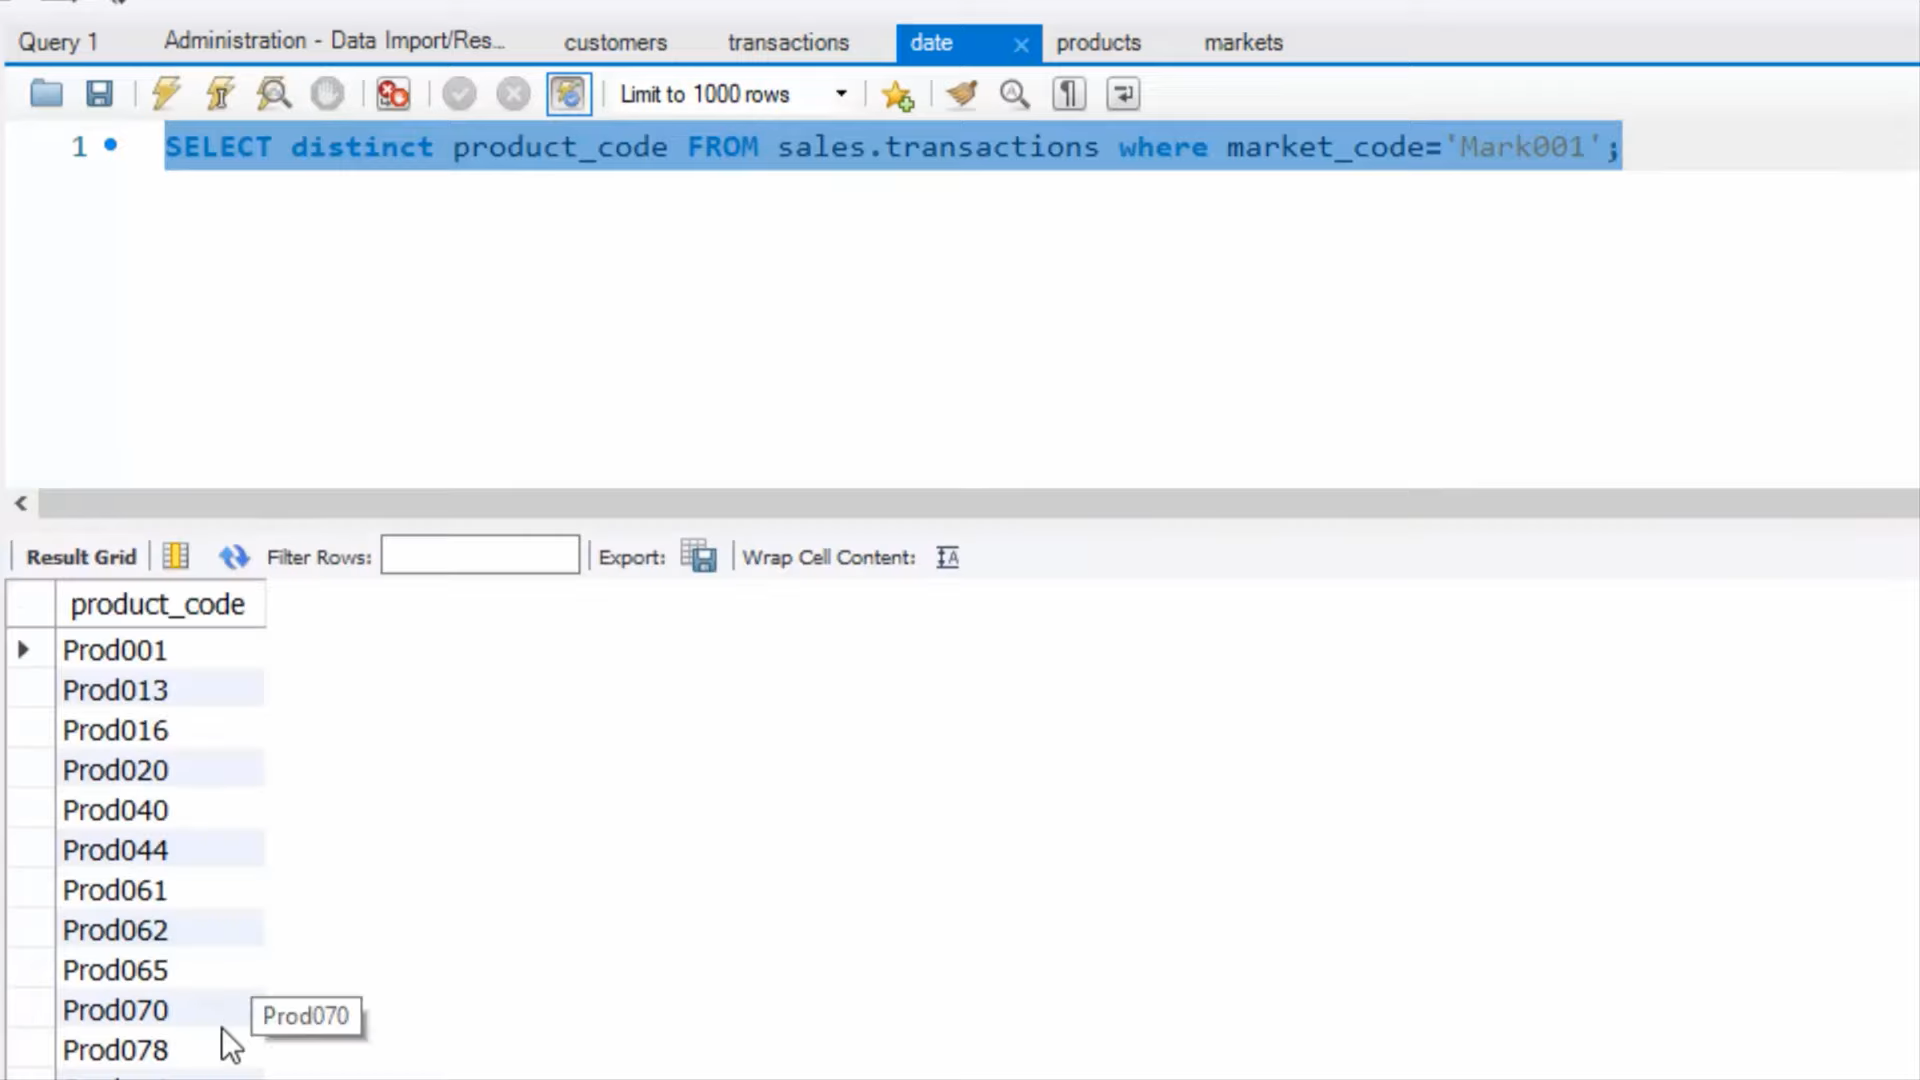 Query 1 Administration - Data Import/Res... customers transactions date products markets
Limit to 1000 rows
1 SELECT distinct product_code FROM sales.transactions where market_code='Mark001';
Result Grid Filter Rows: Export: Wrap Cell Content:
product_code
Prod001
Prod013
Prod016
Prod020
Prod040
Prod044
Prod061
Prod062
Prod065
Prod070 Prod070
Prod078